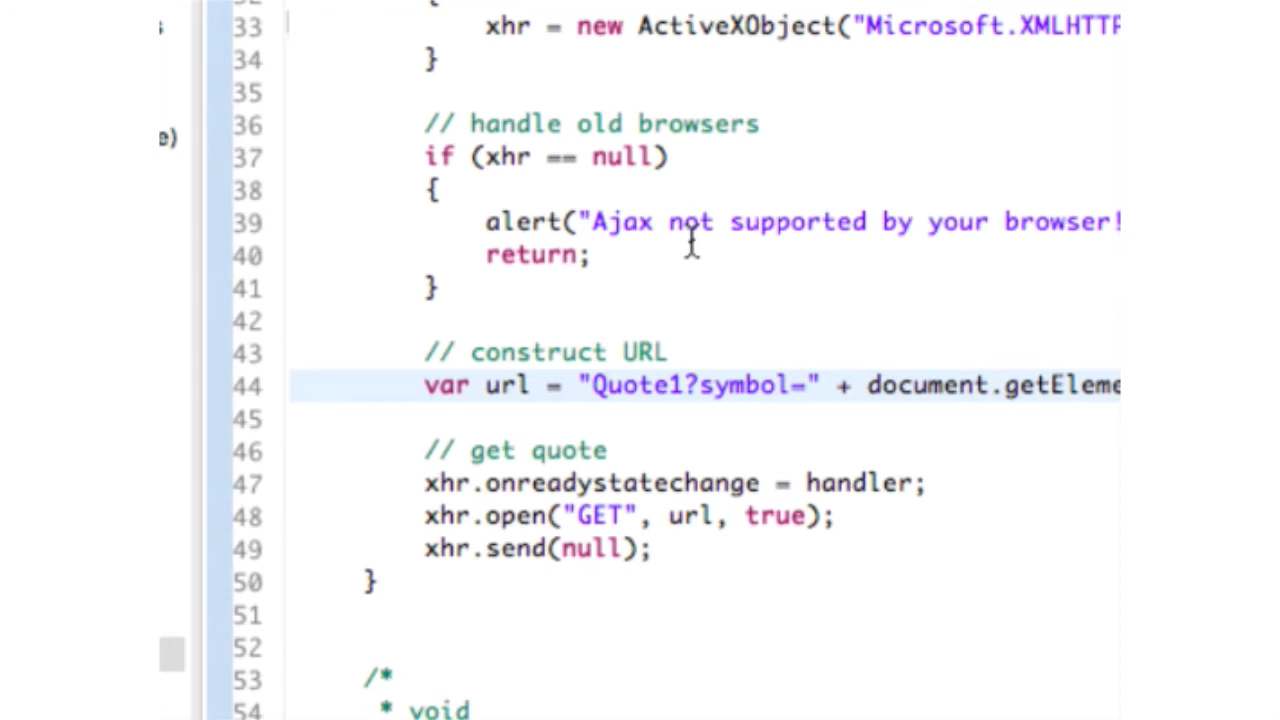 33 xhr = new ActiveXObject("Microsoft.XMLHTTP
34 }
35
36 // handle old browsers
e)
37 if (xhr == null)
38 {
39 alert("Ajax not supported by your browser!
40 return;
41 }
42
43 // construct URL
44 var url = "Quote1?symbol=" + document.getEleme
45
46 // get quote
47 xhr.onreadystatechange = handler;
48 xhr.open("GET", url, true);
49 xhr.send(null);
50 }
51
52
53 /*
54 * void